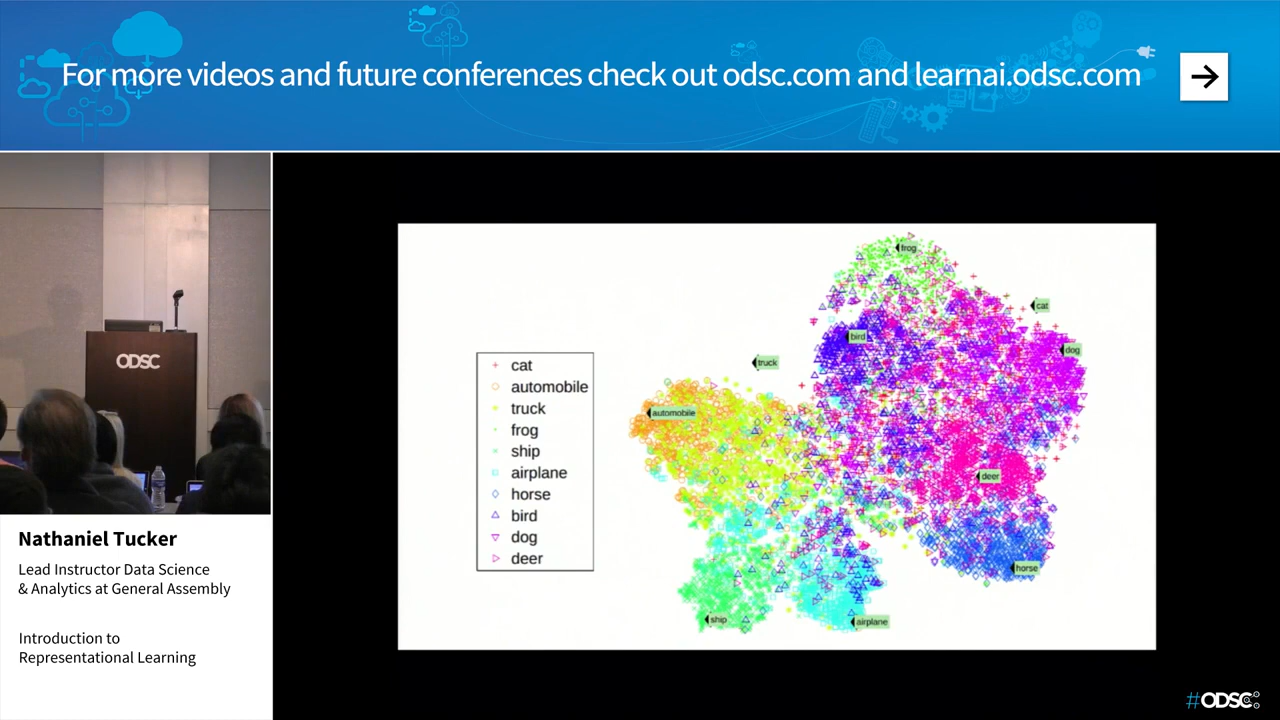 For more videos and future conferences check out odsc.com and learnai.odsc.com
ODSC
Nathaniel Tucker
Lead Instructor Data Science
& Analytics at General Assembly
Introduction to
Representational Learning
cat
automobile
truck
frog
ship
airplane
horse
bird
dog
deer
frog
cat
bird
dog
truck
automobile
deer
horse
ship
airplane
#ODSC